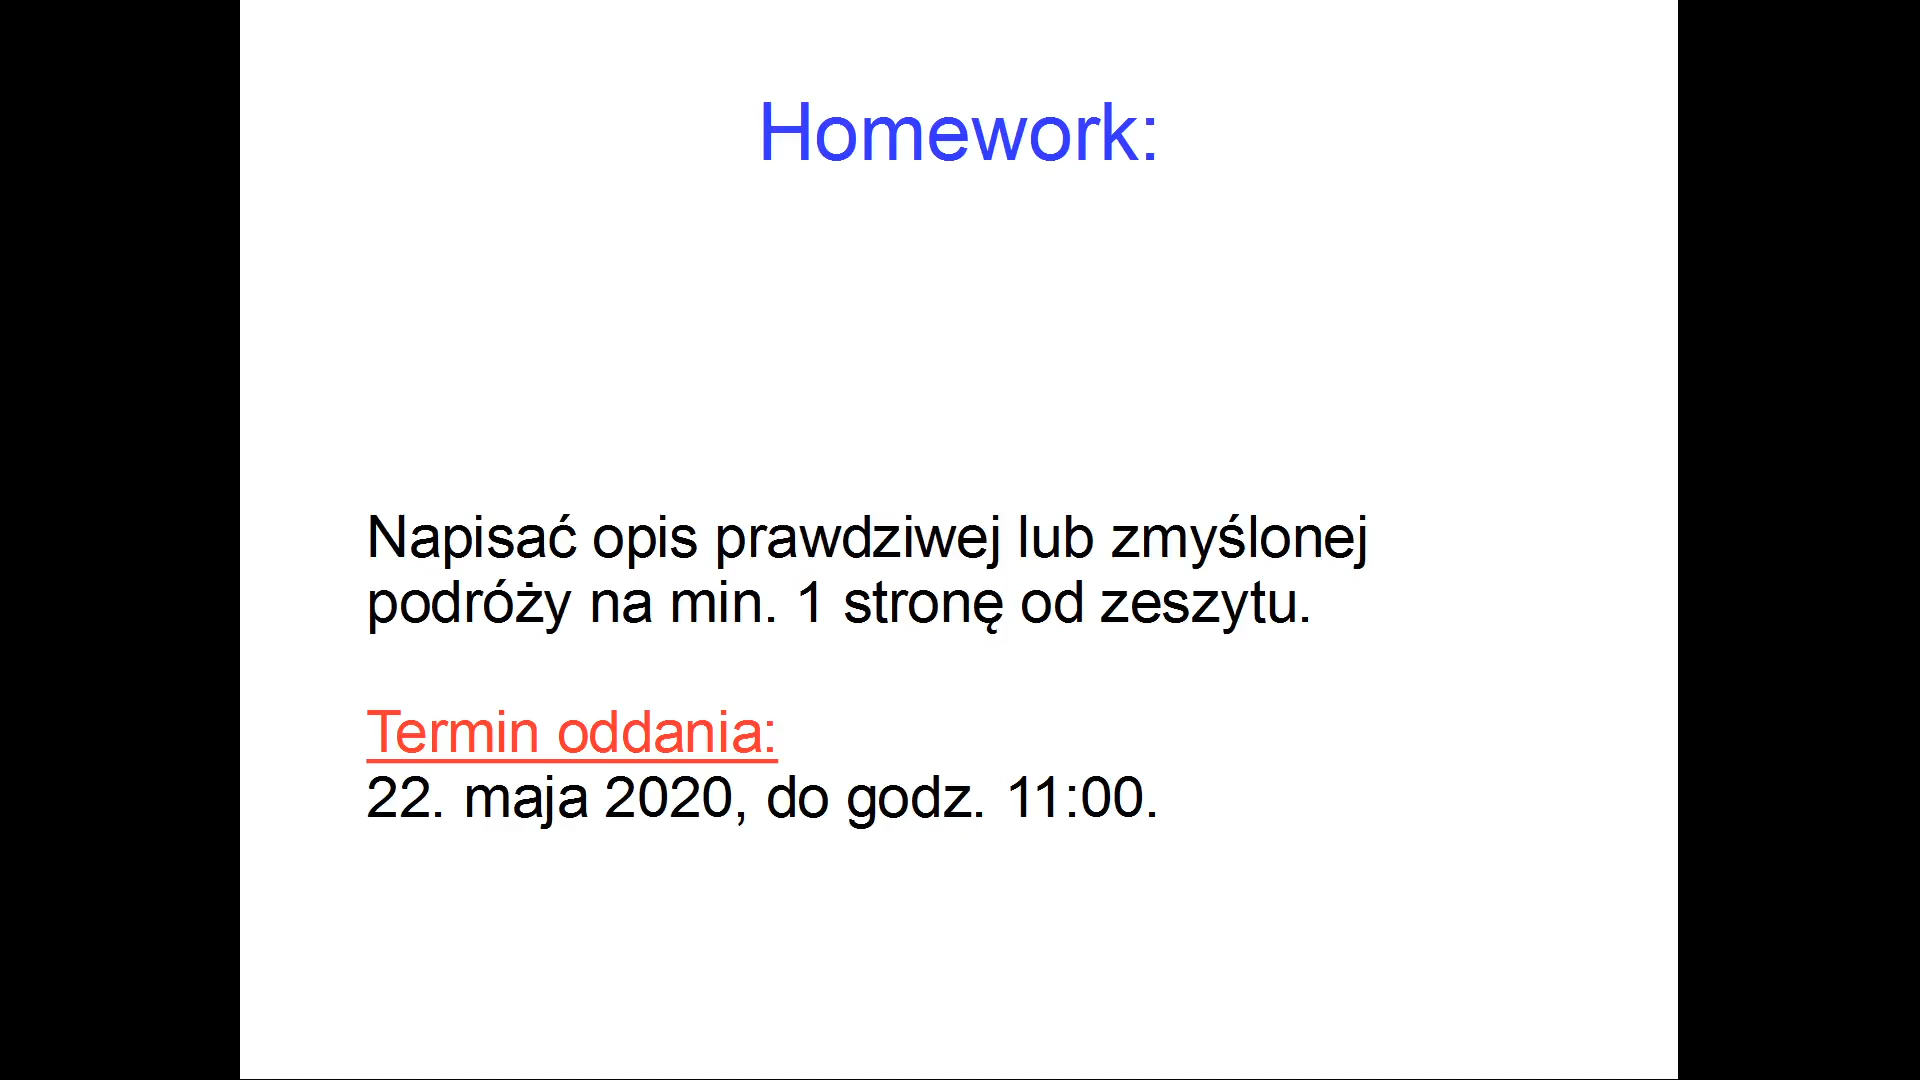 Homework:
Napisać opis prawdziwej lub zmyślonej
podróży na min. 1 stronę od zeszytu.
Termin oddania:
22. maja 2020, do godz. 11:00.